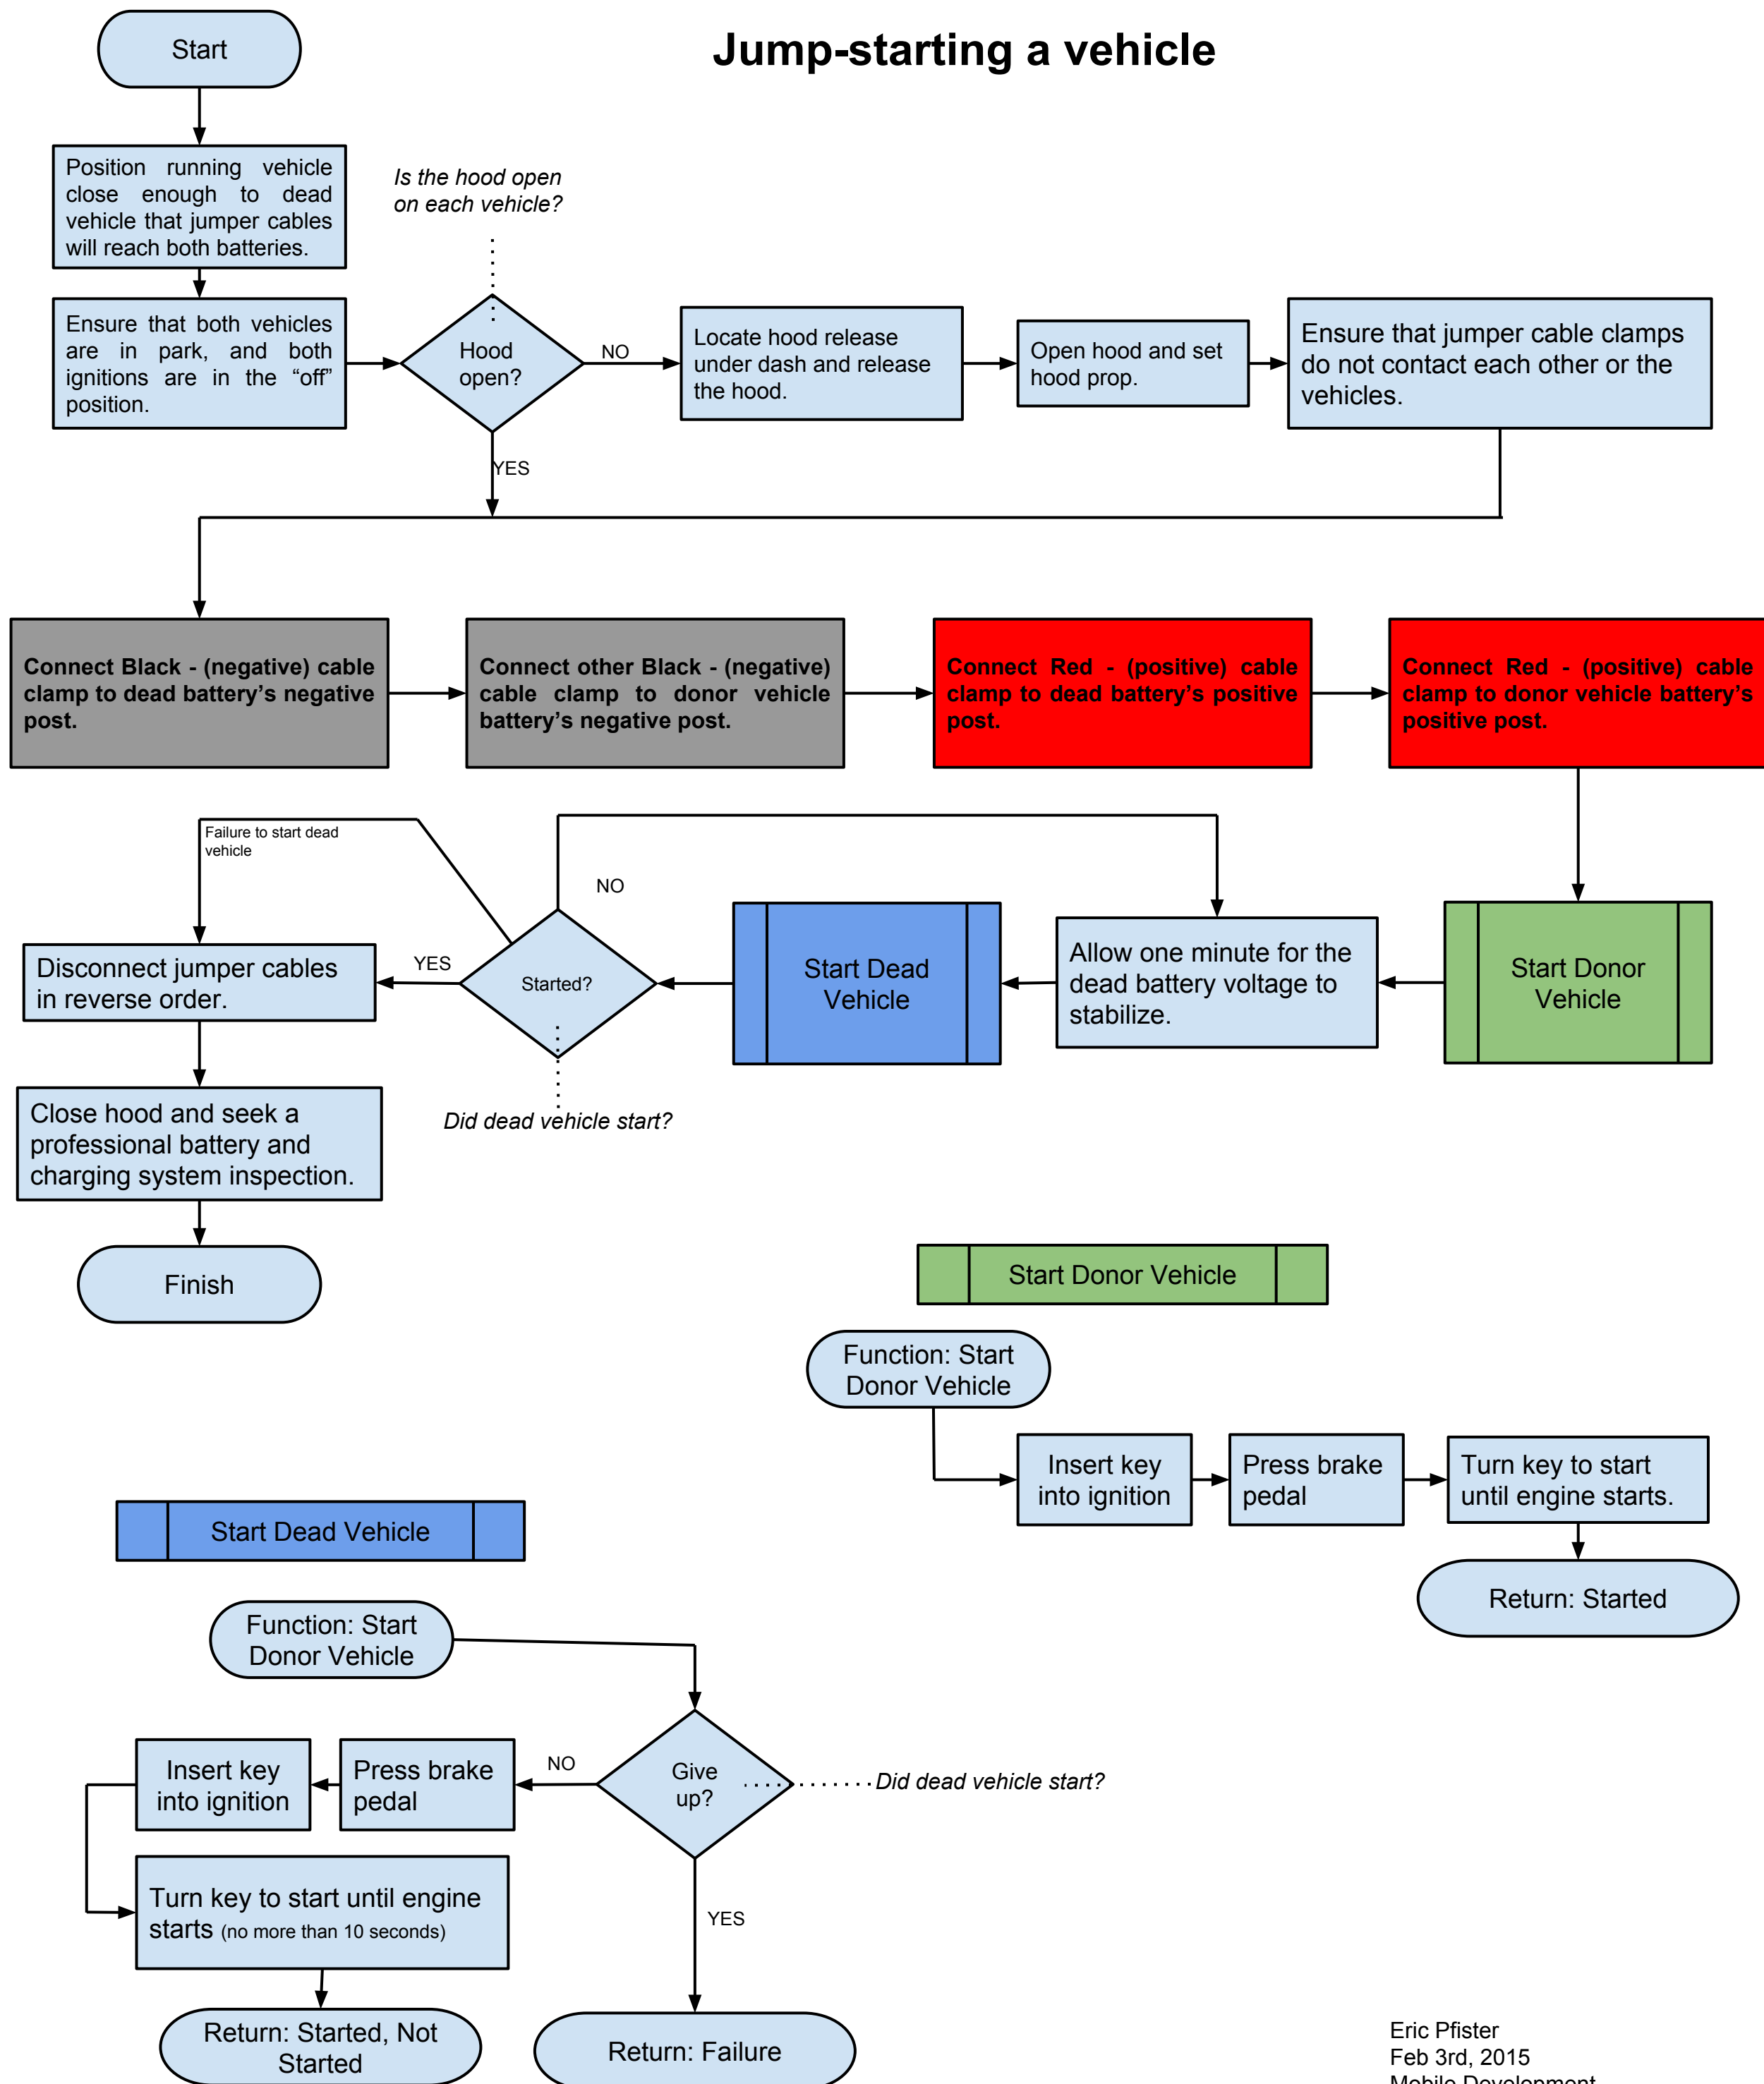 Jump-starting a vehicle
Start
Position running vehicle
close enough to dead
vehicle that jumper cables
will reach both batteries.
Ensure that both vehicles
are in park, and both
ignitions are in the “off”
position.
Is the hood open
on each vehicle?
Hood
open?
NO
YES
Locate hood release
under dash and release
the hood.
Open hood and set
hood prop.
Ensure that jumper cable clamps
do not contact each other or the
vehicles.
Connect Black - (negative) cable
clamp to dead battery’s negative
post.
Connect other Black - (negative)
cable clamp to donor vehicle
battery’s negative post.
Connect Red - (positive) cable
clamp to dead battery’s positive
post.
Connect Red - (positive) cable
clamp to donor vehicle battery’s
positive post.
Start Donor
Vehicle
Allow one minute for the
dead battery voltage to
stabilize.
Start Dead
Vehicle
Started?
Did dead vehicle start?
NO
YES
Failure to start dead
vehicle
Disconnect jumper cables
in reverse order.
Close hood and seek a
professional battery and
charging system inspection.
Finish
Start Donor Vehicle
Function: Start
Donor Vehicle
Insert key
into ignition
Press brake
pedal
Turn key to start
until engine starts.
Return: Started
Start Dead Vehicle
Function: Start
Donor Vehicle
Give
up?
Did dead vehicle start?
NO
Press brake
pedal
Insert key
into ignition
Turn key to start until engine
starts (no more than 10 seconds)
Return: Started, Not
Started
YES
Return: Failure
Eric Pfister
Feb 3rd, 2015
Mobile Development